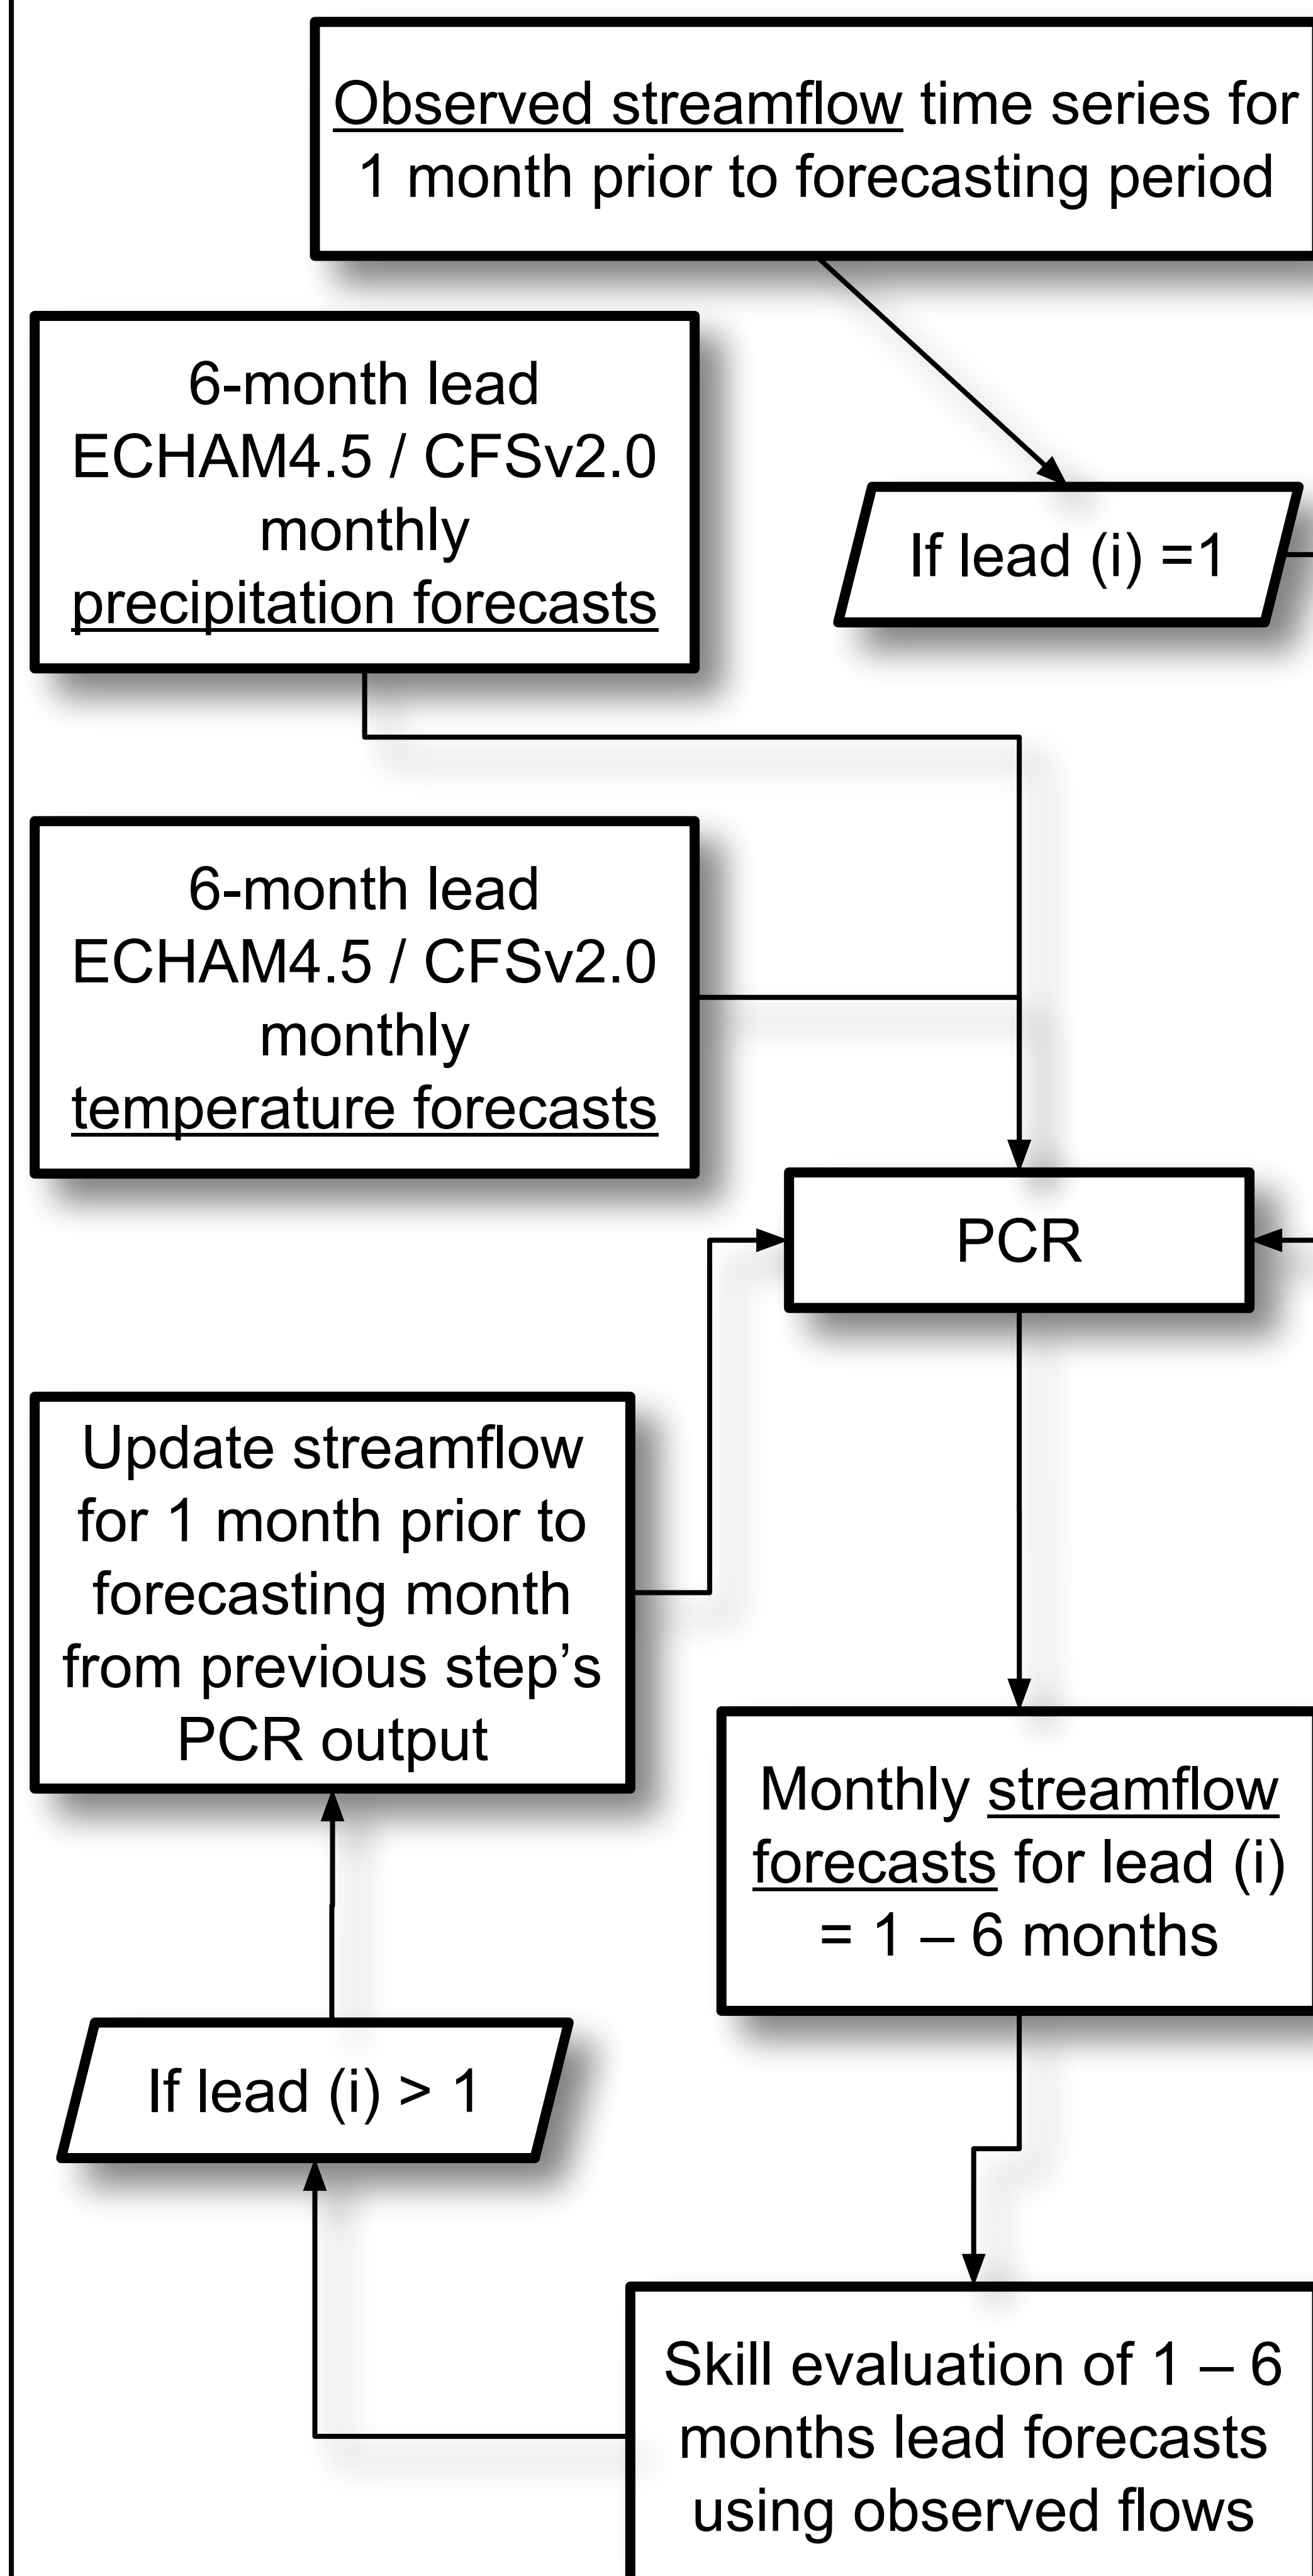 Observed streamflow time series for
1 month prior to forecasting period
6-month lead
ECHAM4.5 / CFSv2.0
monthly
precipitation forecasts
If lead (i) =1
6-month lead
ECHAM4.5 / CFSv2.0
monthly
temperature forecasts
PCR
Update streamflow
for 1 month prior to
forecasting month
from previous step’s
PCR output
Monthly streamflow
forecasts for lead (i)
= 1 – 6 months
If lead (i) > 1
Skill evaluation of 1 – 6
months lead forecasts
using observed flows